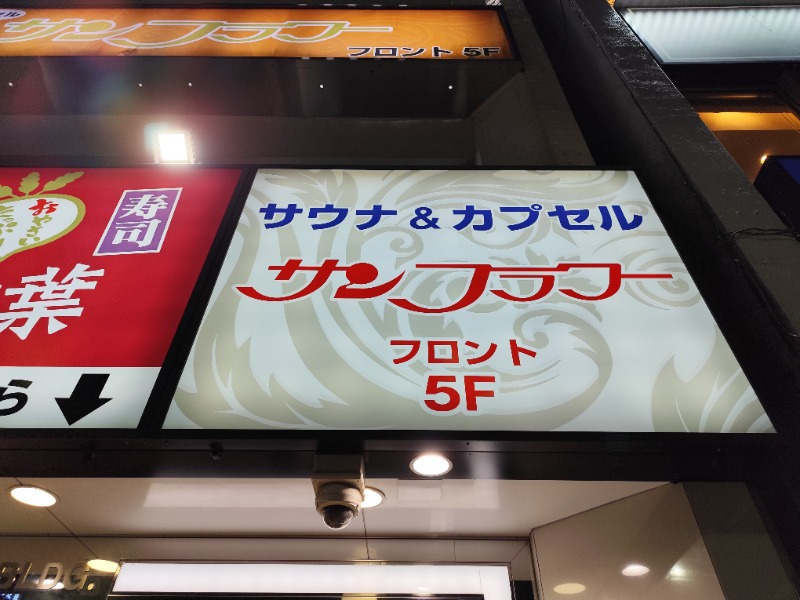 サンフラワー
フロント 5F
寿司
葉
ら
サウナ & カプセル
サンフラワー
フロント
5F
BLDG.